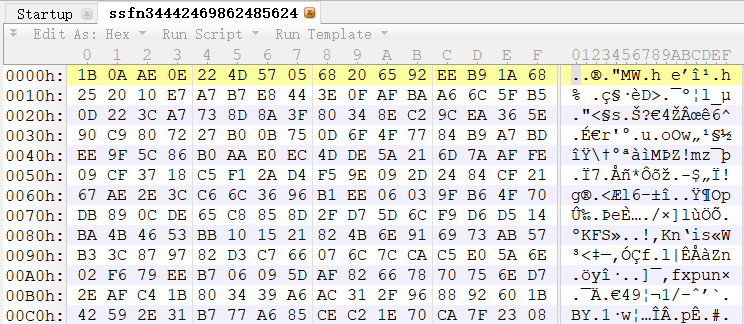 Startup
ssfn34442469862485624
Edit As: Hex Run Script Run Template
0 1 2 3 4 5 6 7 8 9 A B C D E F 0123456789ABCDEF
0000h: 1B 0A AE 0E 22 4D 57 05 68 20 65 92 EE B9 1A 68 ..®."MW.h e’î¹.h
0010h: 25 20 10 E7 A7 B7 E8 44 3E 0F AF BA A6 6C 5F B5 % .ç§·èD>.¯º¦l_µ
0020h: 0D 22 3C A7 73 8D 8A 3F 80 34 8E C2 9C EA 36 5E ."<§s.Š?€4ŽÂœê6^
0030h: 90 C9 80 72 27 B0 0B 75 0D 6F 4F 77 84 B9 A7 BD .É€r'°.u.oOw„¹§½
0040h: EE 9F 5C 86 B0 AA E0 EC 4D DE 5A 21 6D 7A AF FE îŸ\†°ªàìMÞZ!mz¯þ
0050h: 09 CF 37 18 C5 F1 2A D4 F5 9E 09 2D 24 84 CF 21 .Ï7.Åñ*Ôõž.-$„Ï!
0060h: 67 AE 2E 3C C6 6C 36 96 B1 EE 06 03 9F B6 4F 70 g®.<Æl6–±î..Ÿ¶Op
0070h: DB 89 0C DE 65 C8 85 8D 2F D7 5D 6C F9 D6 D5 14 Û‰.ÞeÈ…./×]lùÖÕ.
0080h: BA 4B 46 53 BB 10 15 21 82 4B 6E 91 69 73 AB 57 ºKFS»..!‚Kn‘is«W
0090h: B3 3C 87 97 82 D3 C7 66 07 6C 7C CA C5 E0 5A 6E ³<‡—‚ÓÇf.l|ÊÅàZn
00A0h: 02 F6 79 EE B7 06 09 5D AF 82 66 78 70 75 6E D7 .öyî·..]¯‚fxpun×
00B0h: 2E AF C4 1B 80 34 39 A6 AC 31 2F 96 88 92 60 1B .¯Ä.€49¦¬1/–ˆ’`.
00C0h: 42 59 2E 31 B7 77 A6 85 CE C2 1E 70 CA 7F 23 08 BY.1·w¦…ÎÂ.pÊ.#.